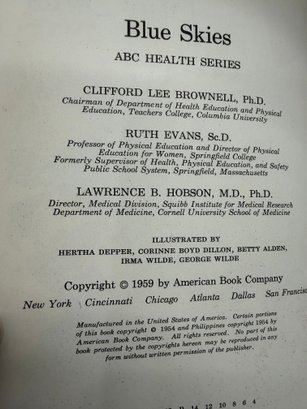 Blue Skies
ABC HEALTH SERIES
CLIFFORD LEE BROWNELL, Ph.D.
Chairman of Department of Health Education and Physical
Education, Teachers College, Columbia University
RUTH EVANS, Sc.D.
Professor of Physical Education and Director of Physical
Education for Women, Springfield College
Formerly Supervisor of Health, Physical Education, and Safety
Public School System, Springfield, Massachusetts
LAWRENCE B. HOBSON, M.D., Ph.D.
Director, Medical Division, Squibb Institute for Medical Research
Department of Medicine, Cornell University School of Medicine
ILLUSTRATED BY
HERTHA DEPPER, CORINNE BOYD DILLON, BETTY ALDEN,
IRMA WILDE, GEORGE WILDE
Copyright © 1959 by American Book Company
New York Cincinnati Chicago Atlanta Dallas San Francisc
Manufactured in the United States of America. Certain portions
of this book copyright © 1954 and Philippines copyright 1954 by
American Book Company. All rights reserved. No part of this
book protected by the copyrights hereon may be reproduced in any
form without written permission of the publisher.
14 12 10 8 6 4